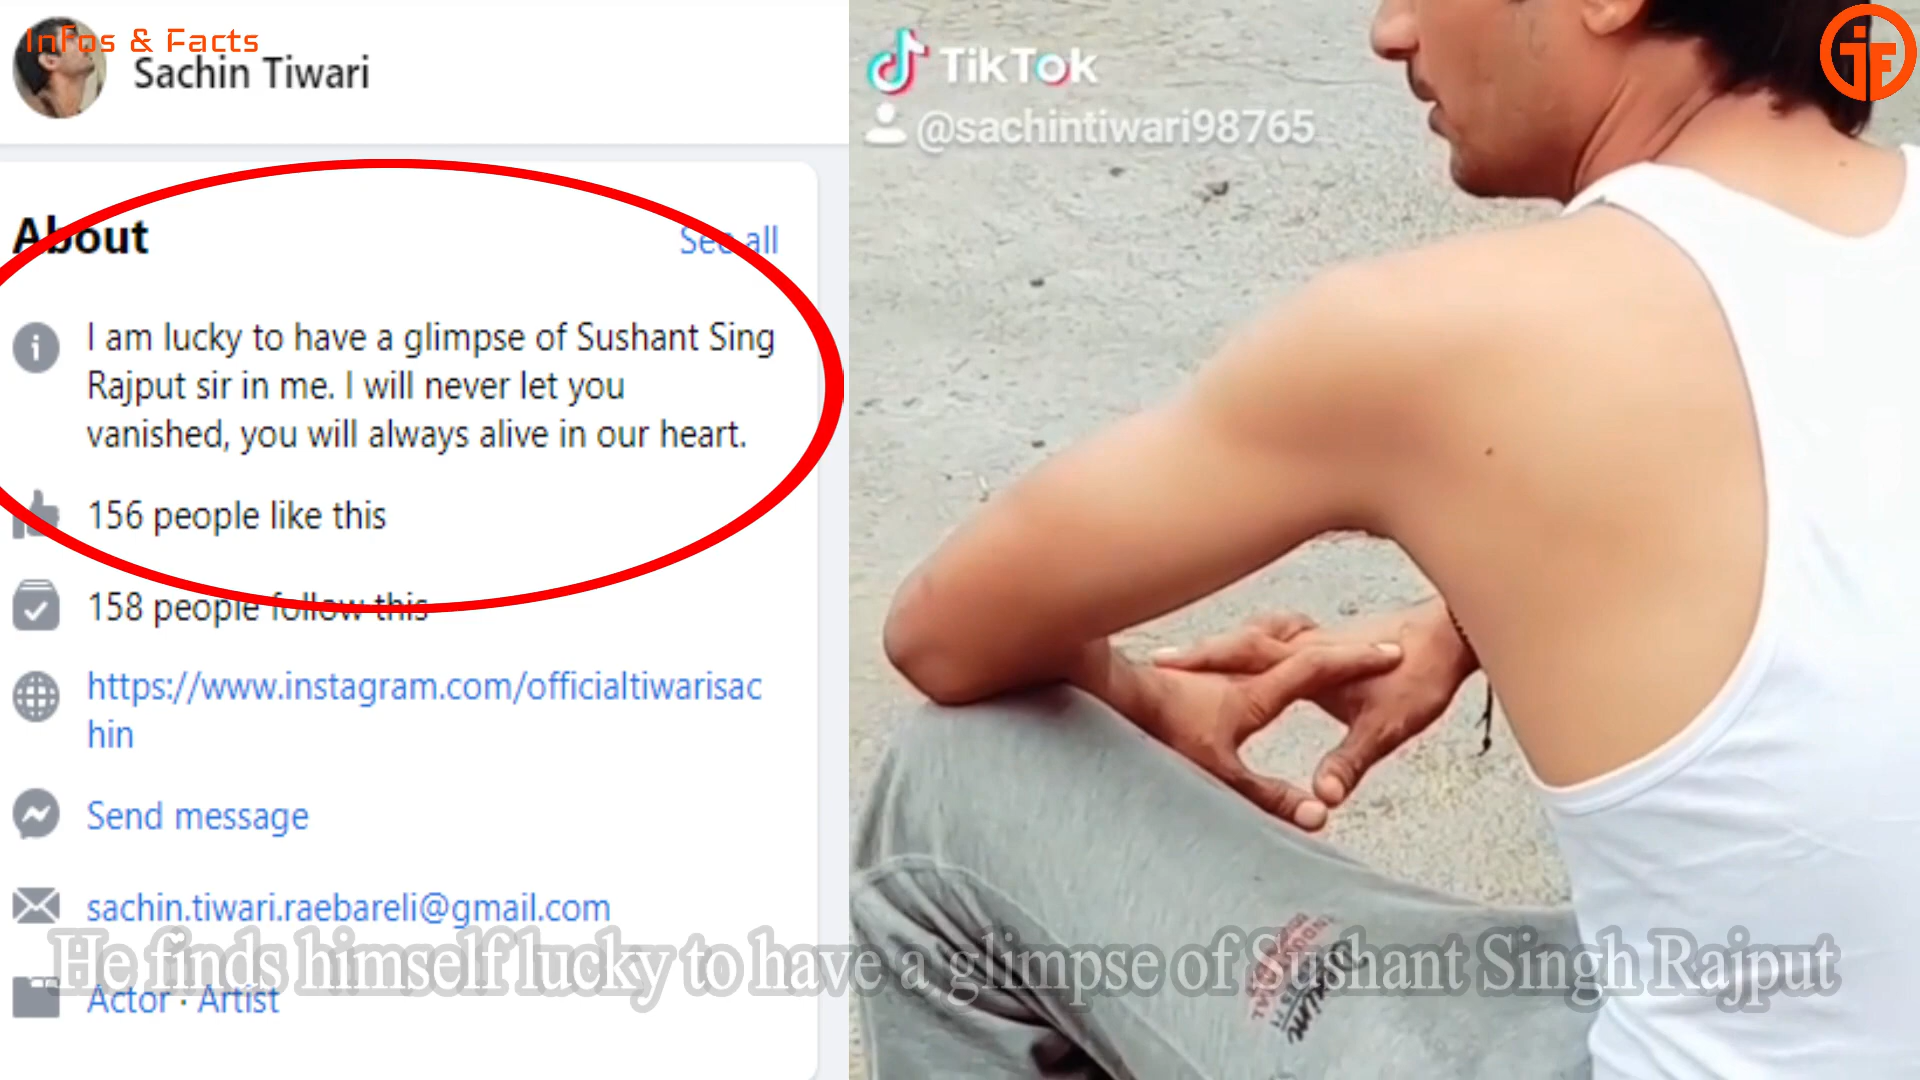 Infos & Facts
Sachin Tiwari
About
See all
I am lucky to have a glimpse of Sushant Sing
Rajput sir in me. I will never let you
vanished, you will always alive in our heart.
156 people like this
158 people follow this
https://www.instagram.com/officialtiwarisac
hin
Send message
sachin.tiwari.raebareli@gmail.com
Actor · Artist
TikTok
@sachintiwari98765
He finds himself lucky to have a glimpse of Sushant Singh Rajput
Denim